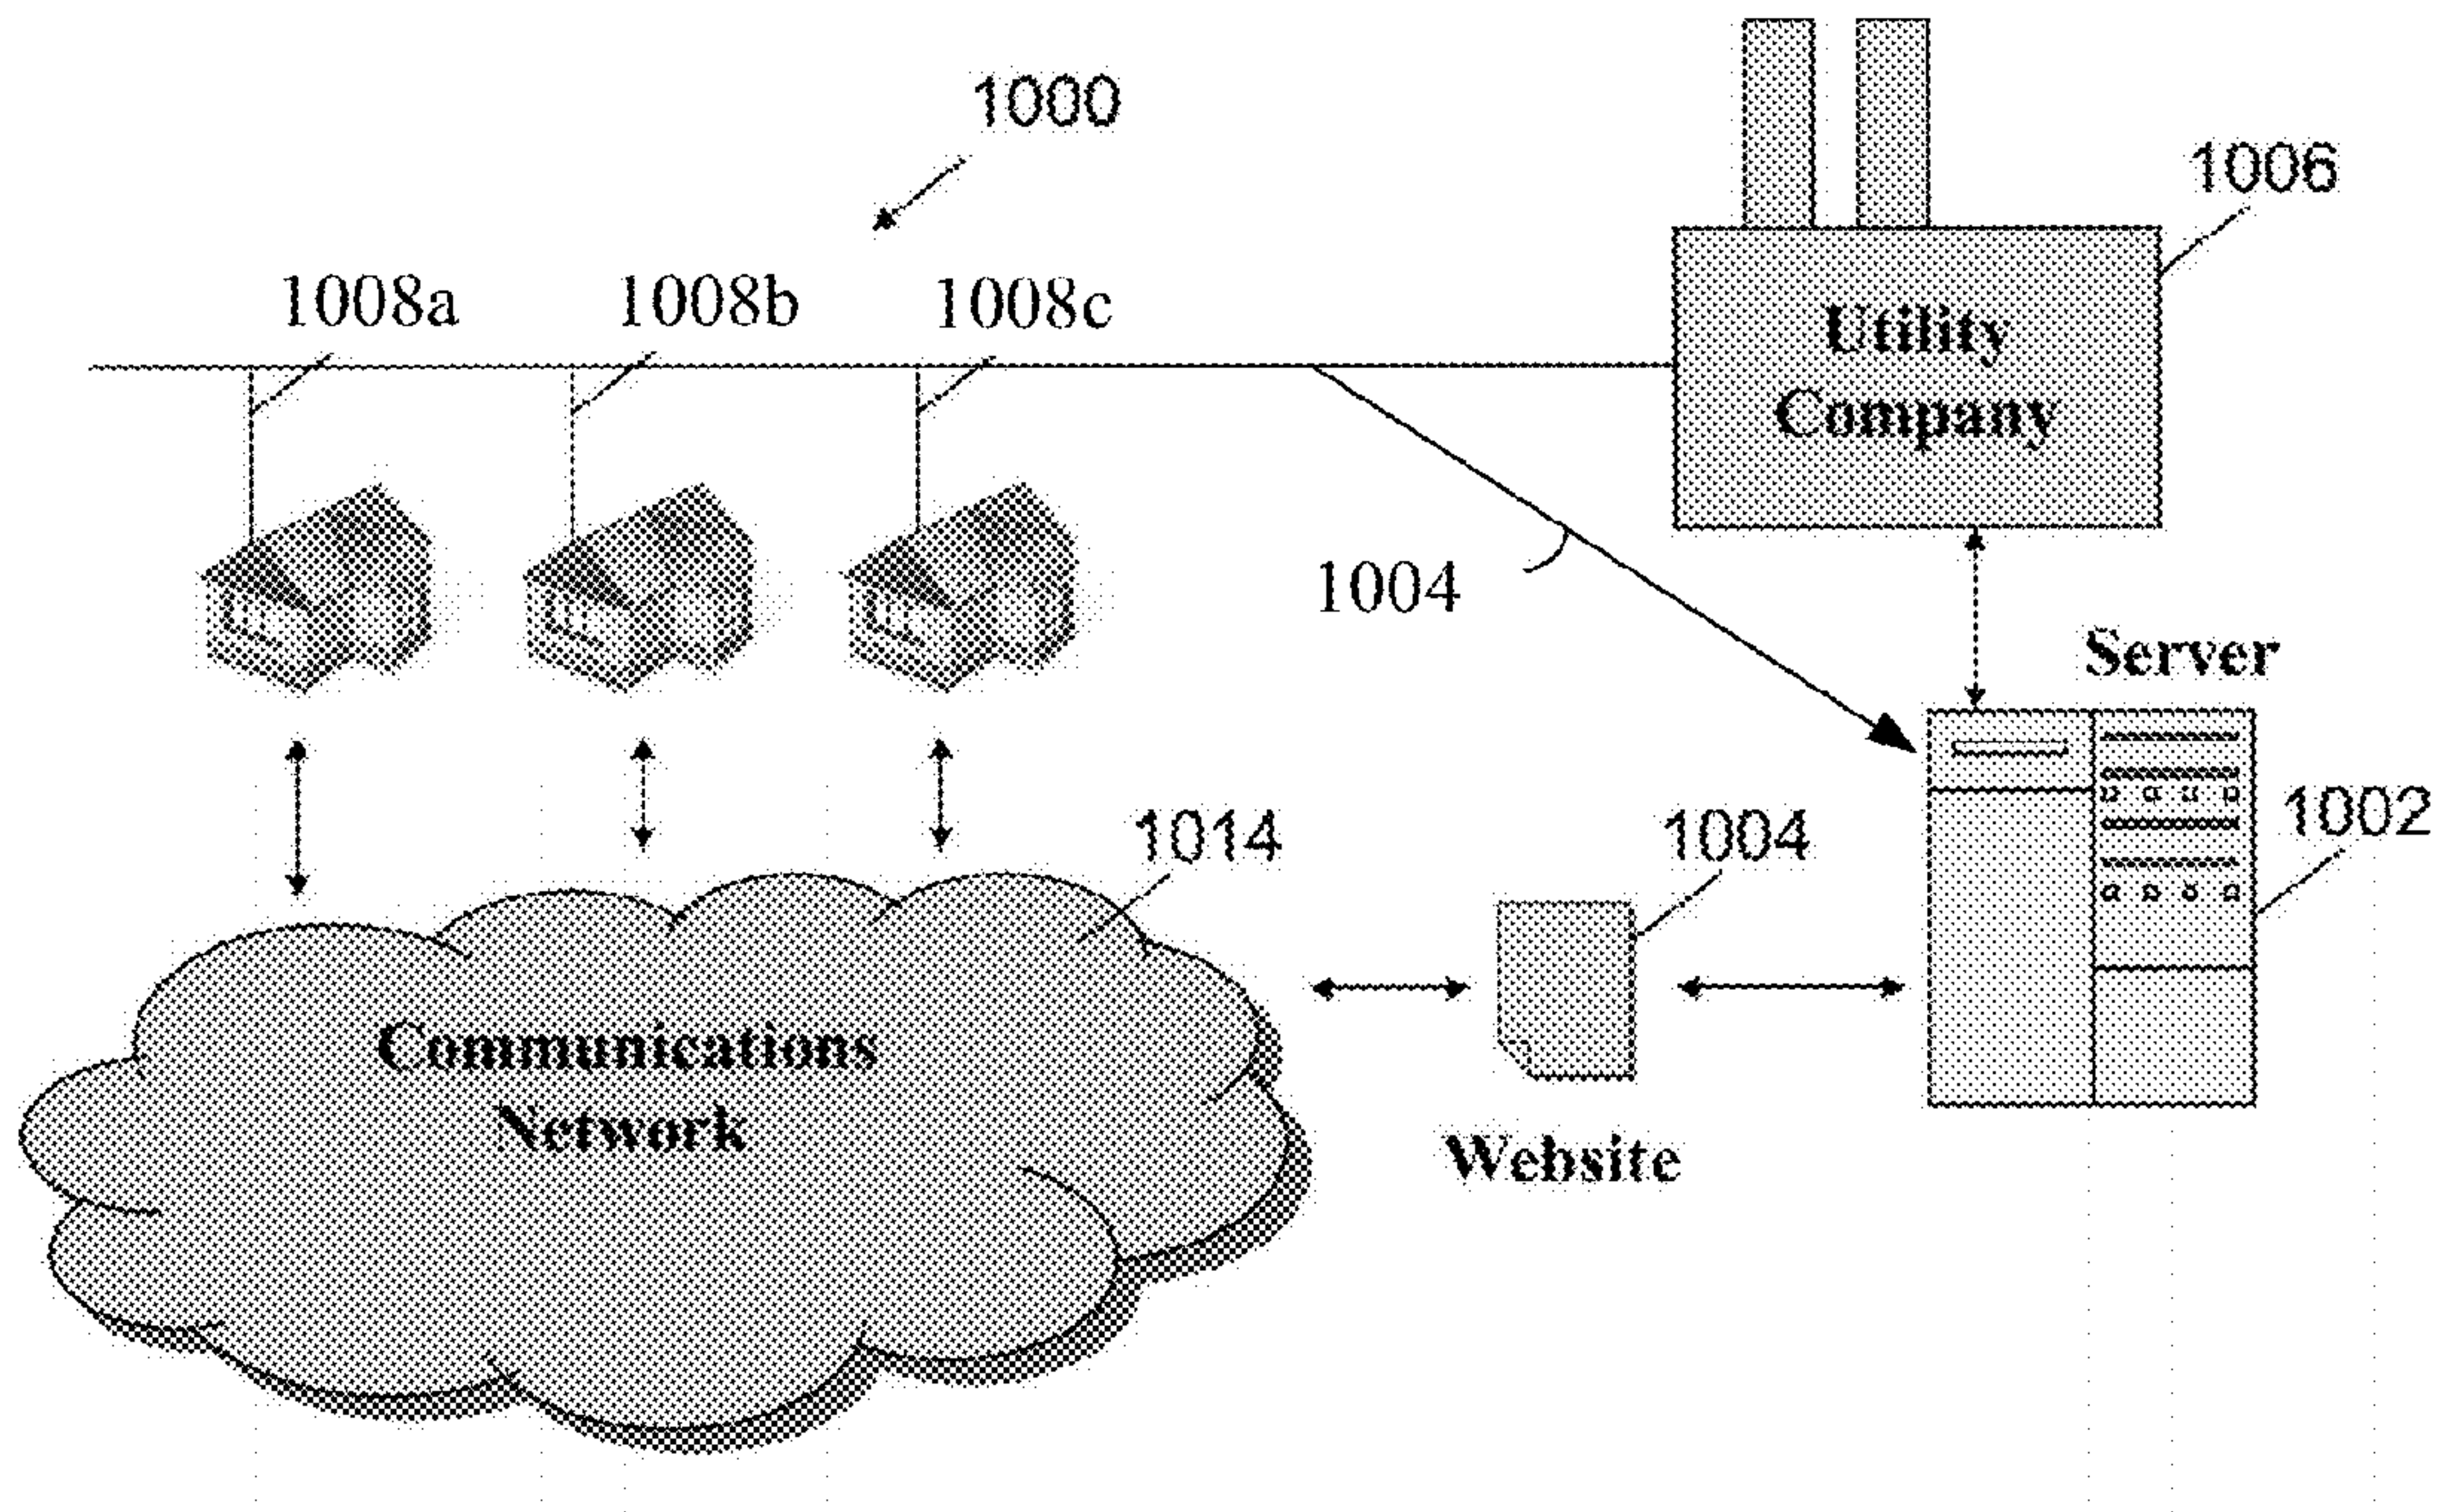 1000
1006
1008a
1008b
1008c
Utility
Company
1004
Server
1014
1004
1002
Communications
Network
Website